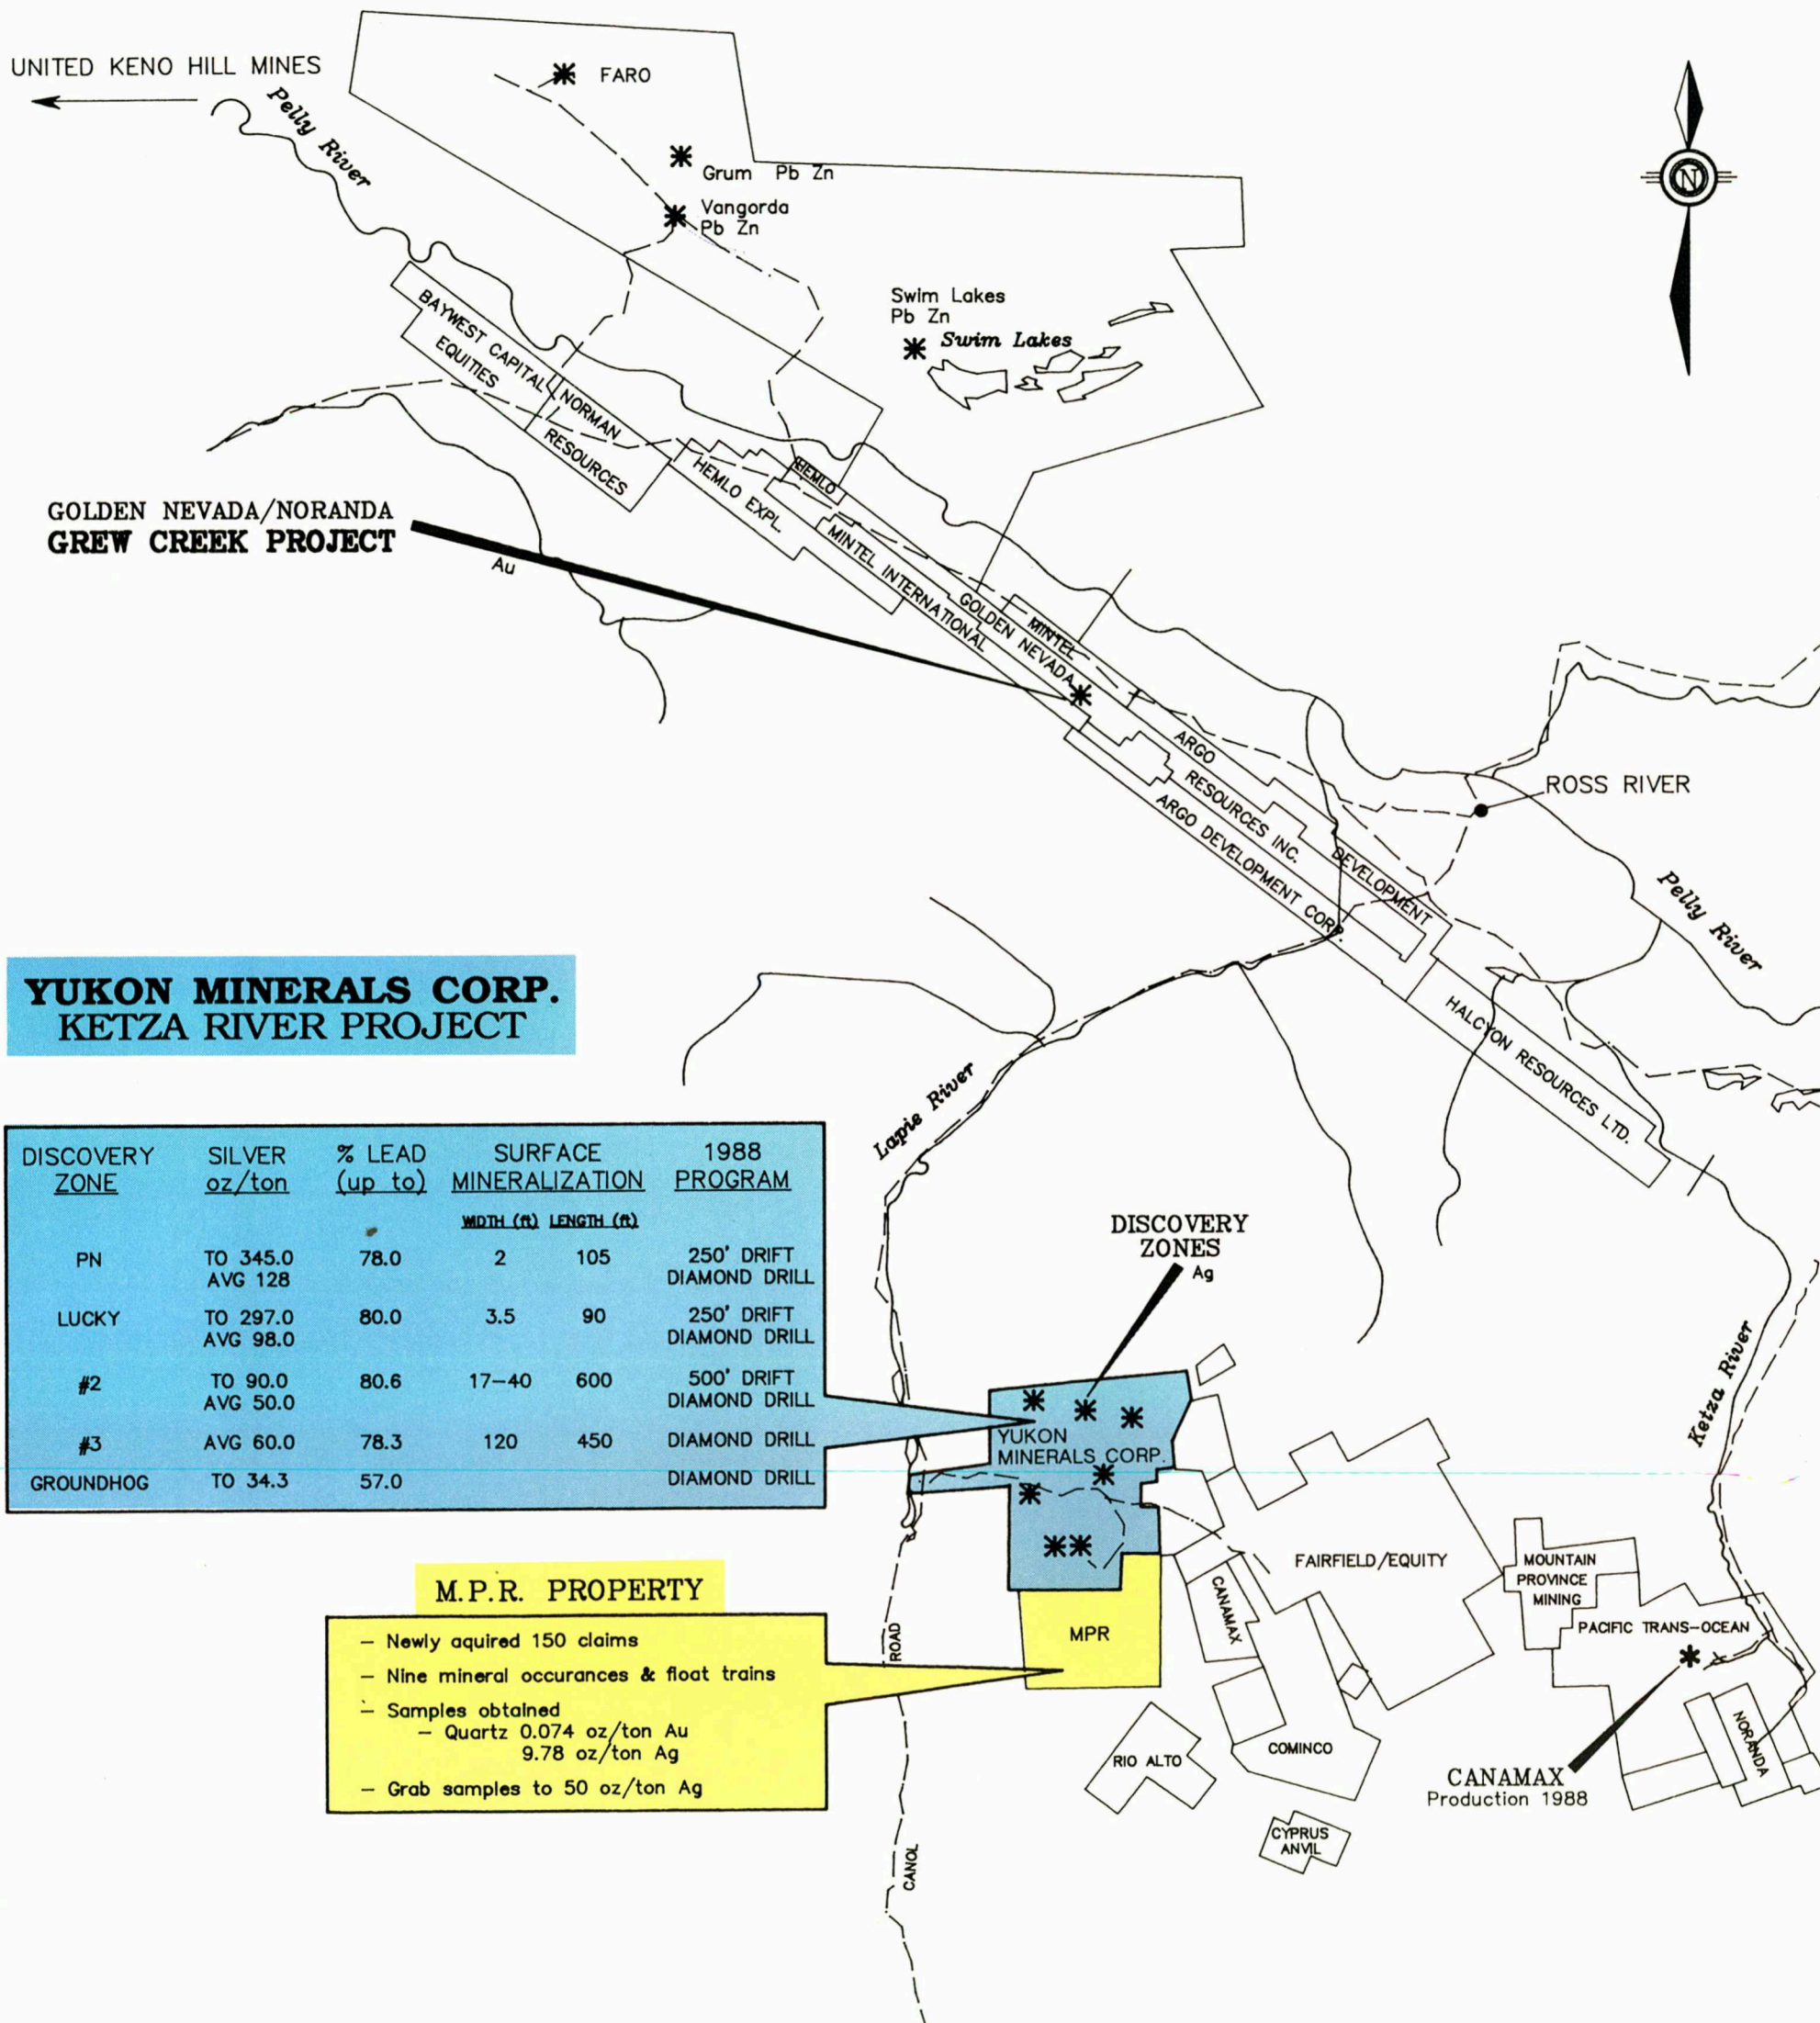 UNITED KENO HILL MINES
Pelly River
FARO
Grum Pb Zn
Vangorda
Pb Zn
N
Swim Lakes
Pb Zn
Swim Lakes
BAYWEST CAPITAL
EQUITIES
NORMAN
RESOURCES
HEMLO EXPL.
HEMLO
MINTEL INTERNATIONAL
GOLDEN NEVADA
MINTEL
GOLDEN NEVADA/NORANDA
GREW CREEK PROJECT
Au
ARGO
RESOURCES INC.
DEVELOPMENT
ARGO DEVELOPMENT CORP.
ROSS RIVER
Pelly River
HALCYON RESOURCES LTD.
YUKON MINERALS CORP.
KETZA RIVER PROJECT
Lapie River
DISCOVERY SILVER % LEAD SURFACE 1988
ZONE oz/ton (up to) MINERALIZATION PROGRAM
WIDTH (ft) LENGTH (ft)
PN TO 345.0 78.0 2 105 250' DRIFT
AVG 128 DIAMOND DRILL
LUCKY TO 297.0 80.0 3.5 90 250' DRIFT
AVG 98.0 DIAMOND DRILL
#2 TO 90.0 80.6 17-40 600 500' DRIFT
AVG 50.0 DIAMOND DRILL
#3 AVG 60.0 78.3 120 450 DIAMOND DRILL
GROUNDHOG TO 34.3 57.0 DIAMOND DRILL
DISCOVERY
ZONES
Ag
Ketza River
YUKON
MINERALS CORP.
FAIRFIELD/EQUITY
MOUNTAIN
PROVINCE
MINING
PACIFIC TRANS-OCEAN
CANAMAX
MPR
M.P.R. PROPERTY
- Newly aquired 150 claims
- Nine mineral occurances & float trains
- Samples obtained
- Quartz 0.074 oz/ton Au
9.78 oz/ton Ag
- Grab samples to 50 oz/ton Ag
ROAD
CANOL
RIO ALTO
COMINCO
NORANDA
CANAMAX
Production 1988
CYPRUS
ANVIL